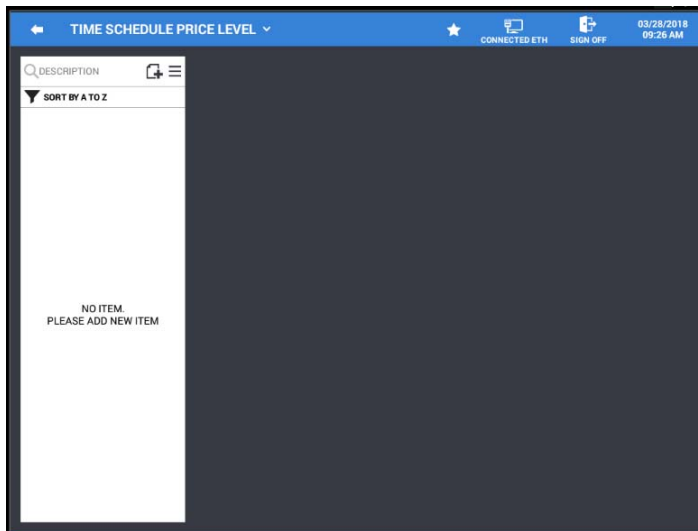 TIME SCHEDULE PRICE LEVEL
CONNECTED ETH
SIGN OFF
03/28/2018
09:26 AM
DESCRIPTION
SORT BY A TO Z
NO ITEM.
PLEASE ADD NEW ITEM